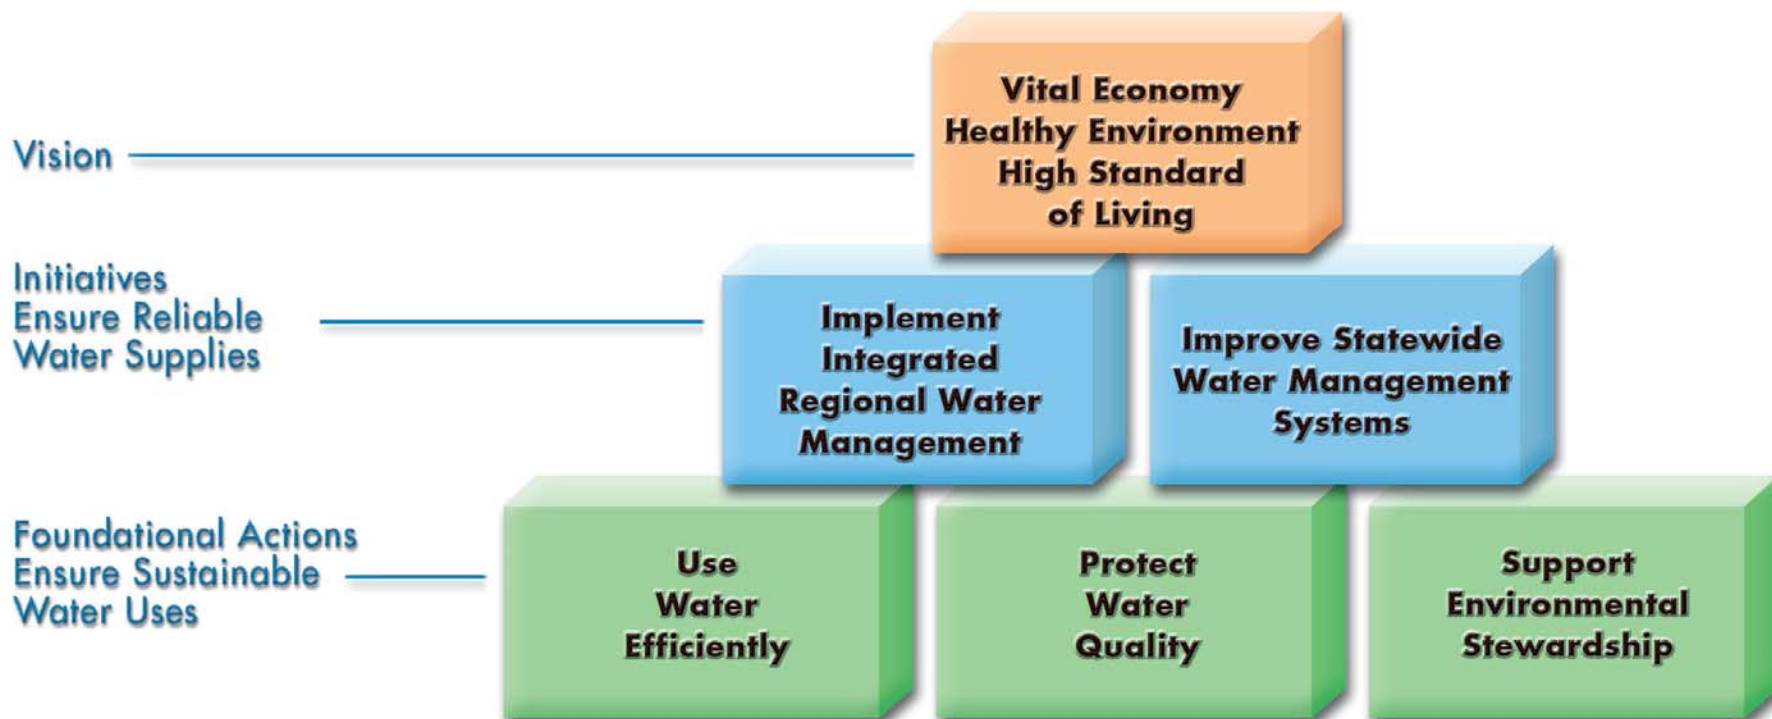 Vision
Vital Economy
Healthy Environment
High Standard
of Living
Initiatives
Ensure Reliable
Water Supplies
Implement
Integrated
Regional Water
Management
Improve Statewide
Water Management
Systems
Foundational Actions
Ensure Sustainable
Water Uses
Use
Water
Efficiently
Protect
Water
Quality
Support
Environmental
Stewardship